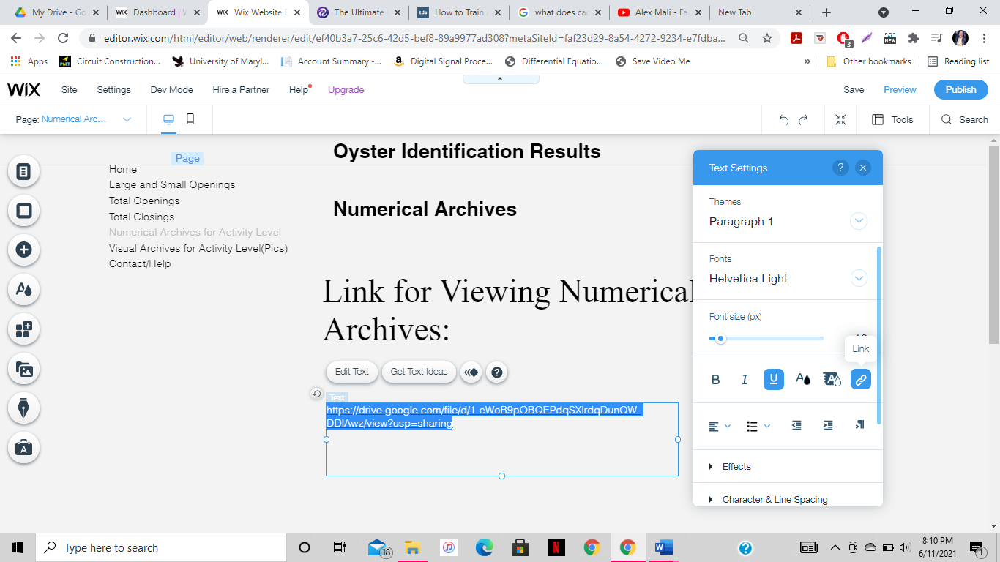 My Drive - Go
Dashboard | W
Wix Website E
The Ultimate
How to Train
what does cac
Alex Mali - Fa
New Tab
editor.wix.com/html/editor/web/renderer/edit/ef40b3a7-25c6-42d5-bef8-89a9977ad308?metaSiteId=faf23d29-8a54-4272-9234-e7fdba...
Apps
Circuit Construction...
University of Maryl...
Account Summary -...
Digital Signal Proce...
Differential Equatio...
Save Video Me
Other bookmarks
Reading list
WiX
Site
Settings
Dev Mode
Hire a Partner
Help
Upgrade
Save
Preview
Publish
Page: Numerical Arc...
Tools
Search
Oyster Identification Results
Page
Home
Large and Small Openings
Total Openings
Total Closings
Numerical Archives for Activity Level
Visual Archives for Activity Level(Pics)
Contact/Help
Numerical Archives
Link for Viewing Numerical
Archives:
Edit Text
Get Text Ideas
Text
https://drive.google.com/file/d/1-eWoB9pOBQEPdqSXlrdqDunOW-
DDlAwz/view?usp=sharing
Text Settings
?
Themes
Paragraph 1
Fonts
Helvetica Light
Font size (px)
Link
B
I
U
Effects
Character & Line Spacing
Type here to search
18
8:10 PM
6/11/2021
1